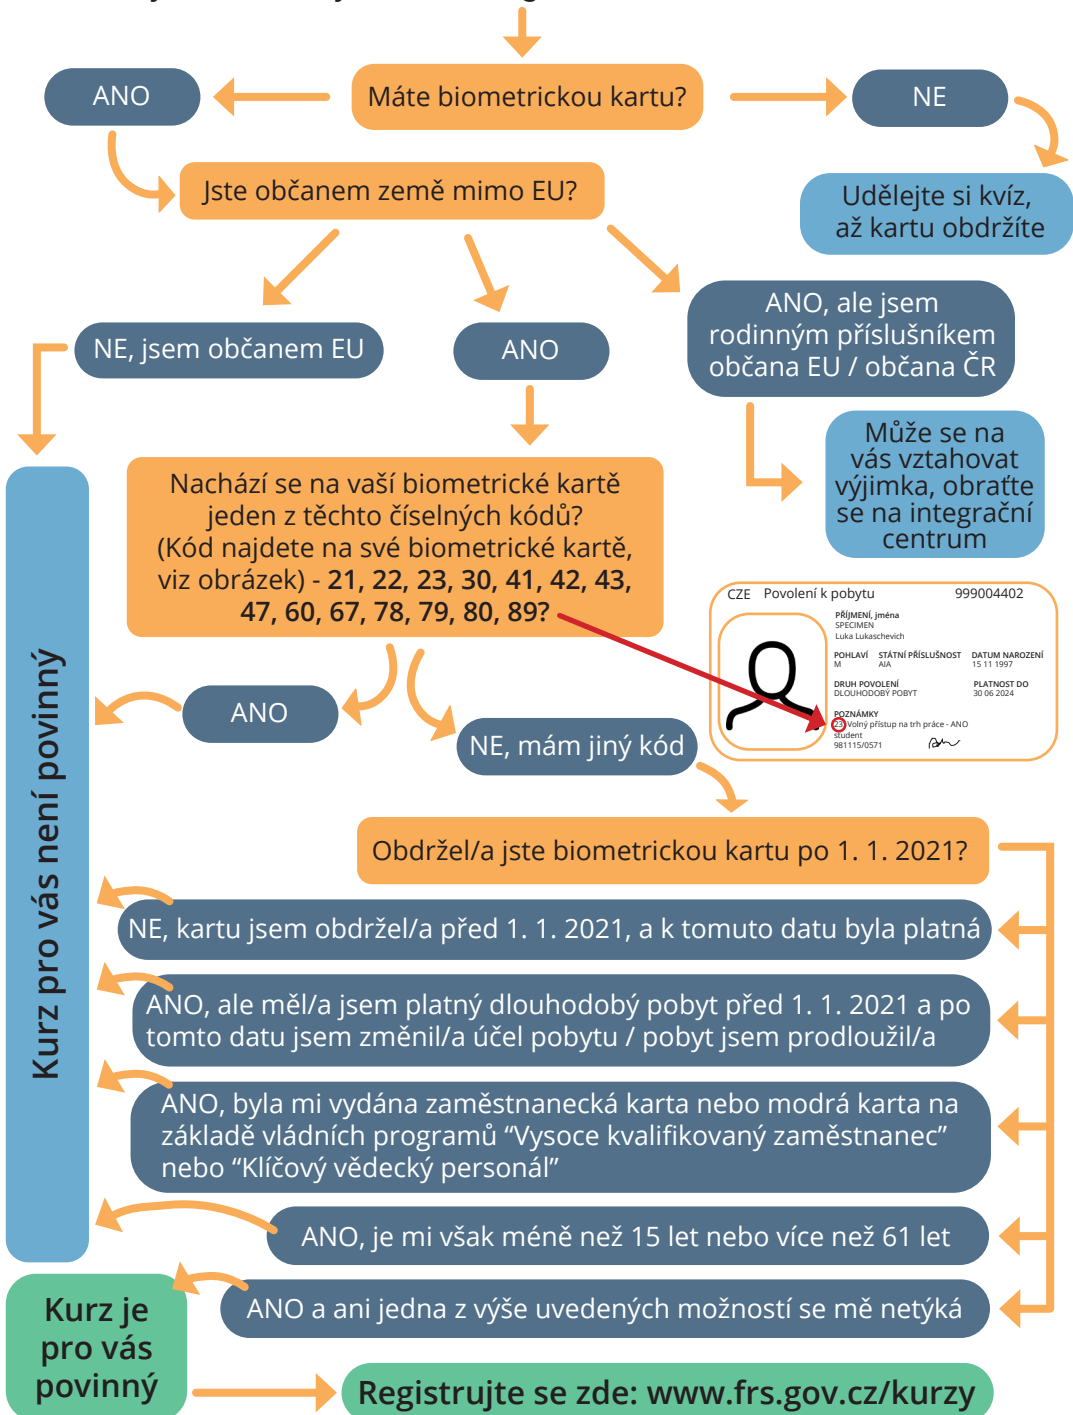 ANO
Máte biometrickou kartu?
NE
Jste občanem země mimo EU?
Udělejte si kvíz,
až kartu obdržíte
NE, jsem občanem EU
ANO
ANO, ale jsem
rodinným příslušníkem
občana EU / občana ČR
Může se na
vás vztahovat
výjimka, obraťte
se na integrační
centrum
Nachází se na vaší biometrické kartě
jeden z těchto číselných kódů?
(Kód najdete na své biometrické kartě,
viz obrázek) - 21, 22, 23, 30, 41, 42, 43,
47, 60, 67, 78, 79, 80, 89?
CZE Povolení k pobytu 999004402
PŘÍJMENÍ, jména
SPECIMEN
Luka Lukaschevich
POHLAVÍ STÁTNÍ PŘÍSLUŠNOST DATUM NAROZENÍ
M AIA 15 11 1997
DRUH POVOLENÍ PLATNOST DO
DLOUHODOBÝ POBYT 30 06 2024
POZNÁMKY
23 Volný přístup na trh práce - ANO
student
981115/0571
ANO
NE, mám jiný kód
Kurz pro vás není povinný
Obdržel/a jste biometrickou kartu po 1. 1. 2021?
NE, kartu jsem obdržel/a před 1. 1. 2021, a k tomuto datu byla platná
ANO, ale měl/a jsem platný dlouhodobý pobyt před 1. 1. 2021 a po
tomto datu jsem změnil/a účel pobytu / pobyt jsem prodloužil/a
ANO, byla mi vydána zaměstnanecká karta nebo modrá karta na
základě vládních programů “Vysoce kvalifikovaný zaměstnanec”
nebo “Klíčový vědecký personál”
ANO, je mi však méně než 15 let nebo více než 61 let
ANO a ani jedna z výše uvedených možností se mě netýká
Kurz je
pro vás
povinný
Registrujte se zde: www.frs.gov.cz/kurzy